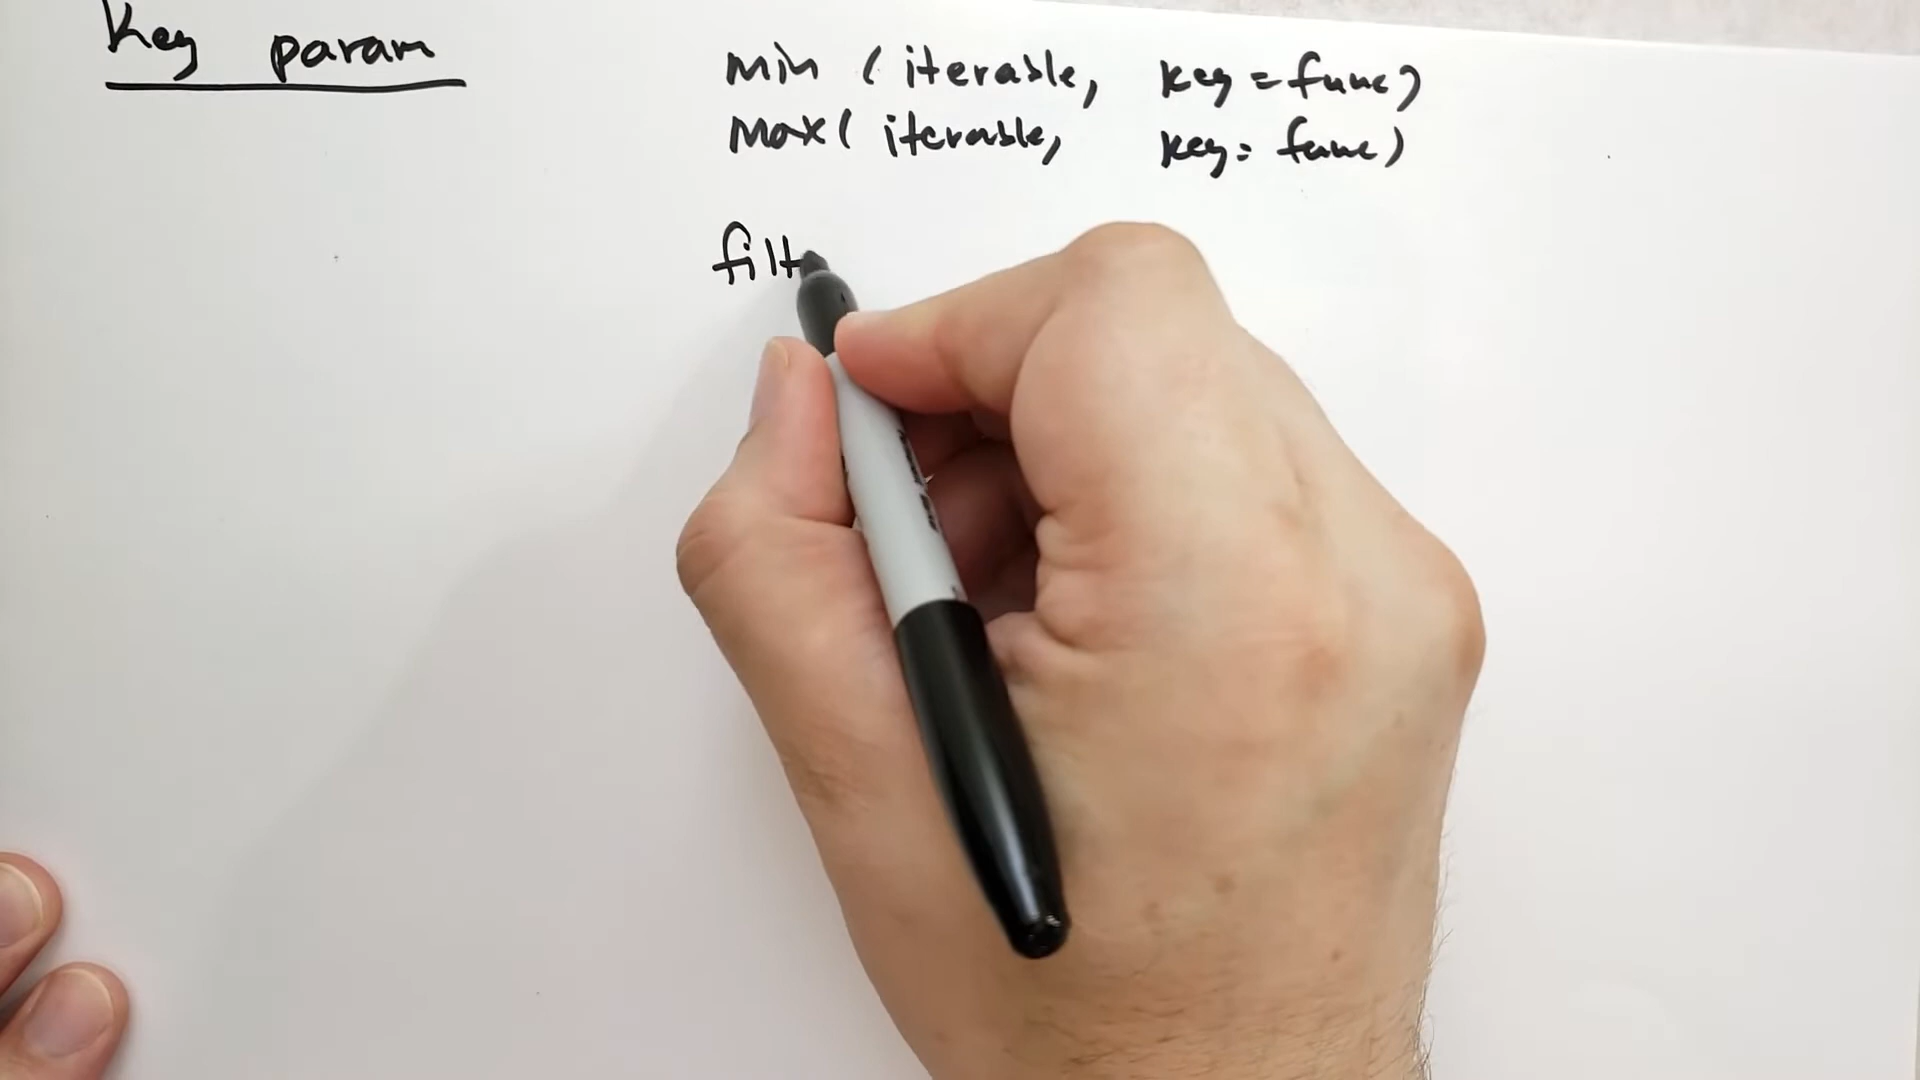 Key param
min (iterable, key=func)
max( iterable, key= func)
filt